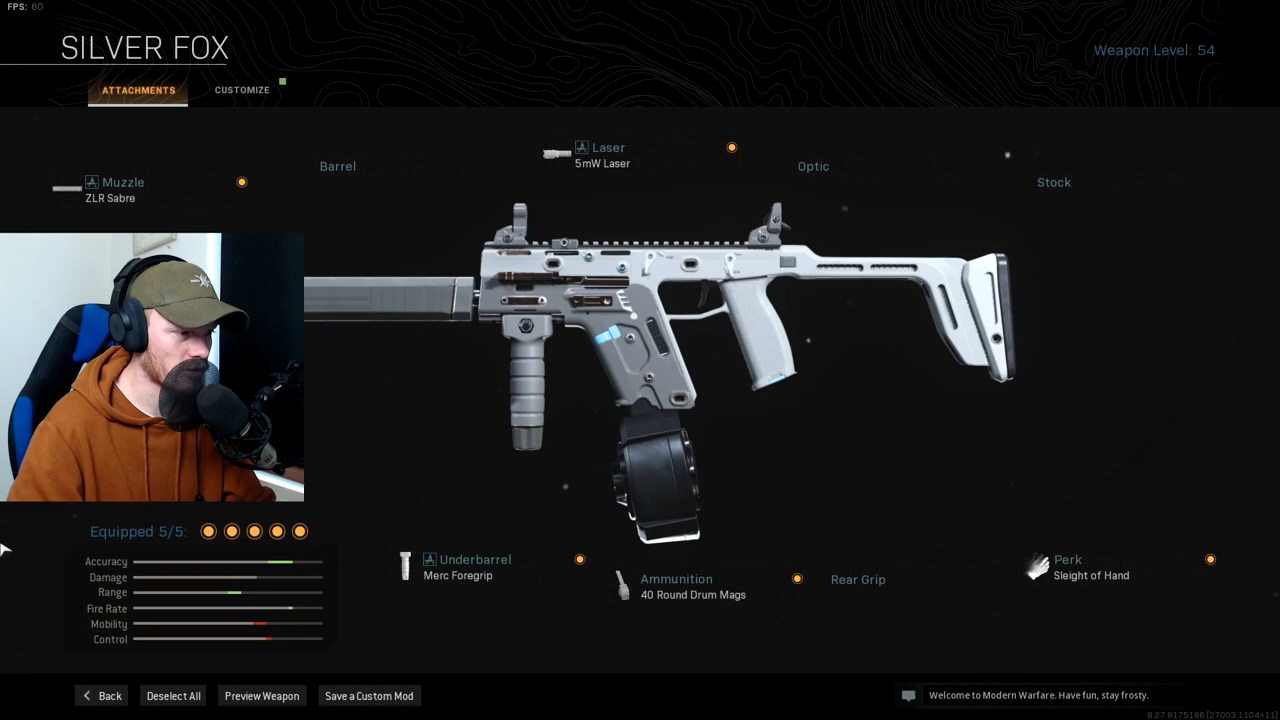 FPS: 60
SILVER FOX
Weapon Level: 54
ATTACHMENTS
CUSTOMIZE
Laser
5mW Laser
Barrel
Optic
Muzzle
ZLR Sabre
Stock
Equipped 5/5:
Accuracy
Damage
Range
Fire Rate
Mobility
Control
Underbarrel
Merc Foregrip
Ammunition
40 Round Drum Mags
Rear Grip
Perk
Sleight of Hand
Back
Deselect All
Preview Weapon
Save a Custom Mod
Welcome to Modern Warfare. Have fun, stay frosty.